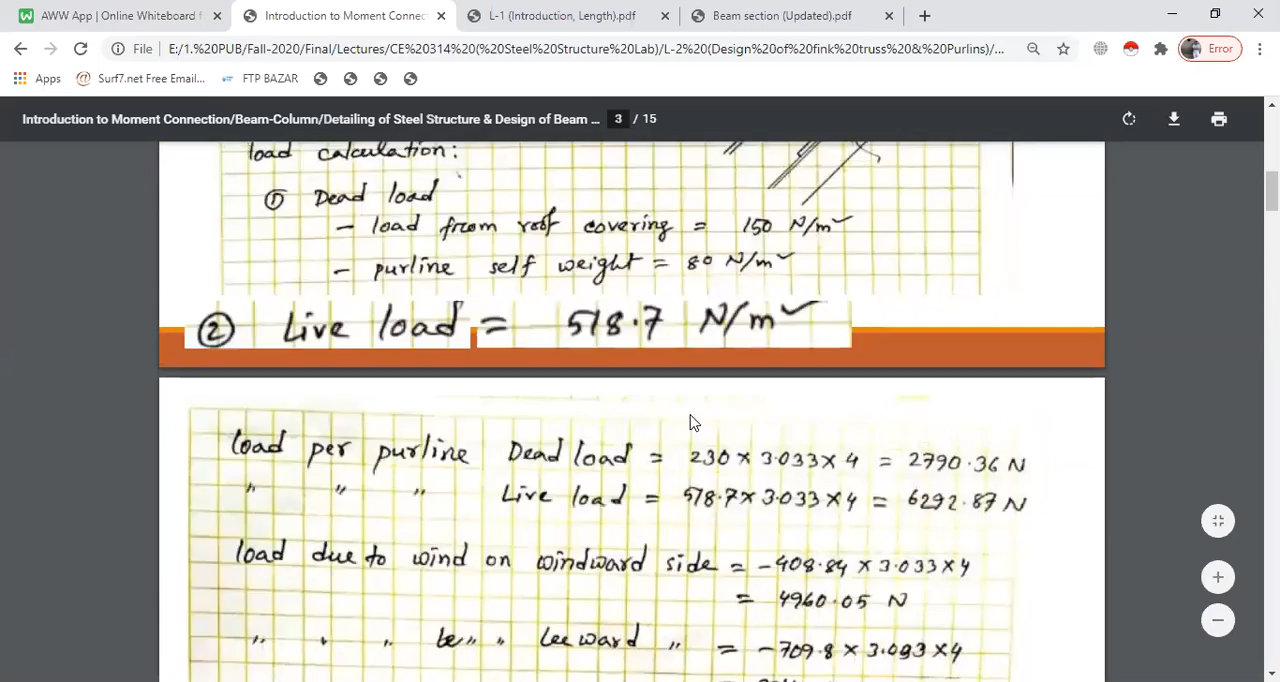 AWW App | Online Whiteboard f
Introduction to Moment Connec
L-1 (Introduction, Length).pdf
Beam section (Updated).pdf
File
E:/1.%20PUB/Fall-2020/Final/Lectures/CE%20314%20(%20Steel%20Structure%20Lab)/L-2%20(Design%20of%20fink%20truss%20&%20Purlins)/...
Error
Apps
Surf7.net Free Email...
FTP BAZAR
Introduction to Moment Connection/Beam-Column/Detailing of Steel Structure & Design of Beam ...
3 / 15
load calculation:
① Dead load
- load from roof covering = 150 N/m²
- purline self weight = 80 N/m²
② Live load = 518.7 N/m²
load per purline Dead load = 230 × 3.033 × 4 = 2790.36 N
" " " Live load = 518.7 × 3.033 × 4 = 6292.87 N
load due to wind on windward side = -408.84 × 3.033 × 4
= 4960.05 N
" " " " " Leeward " = -709.8 × 3.093 × 4